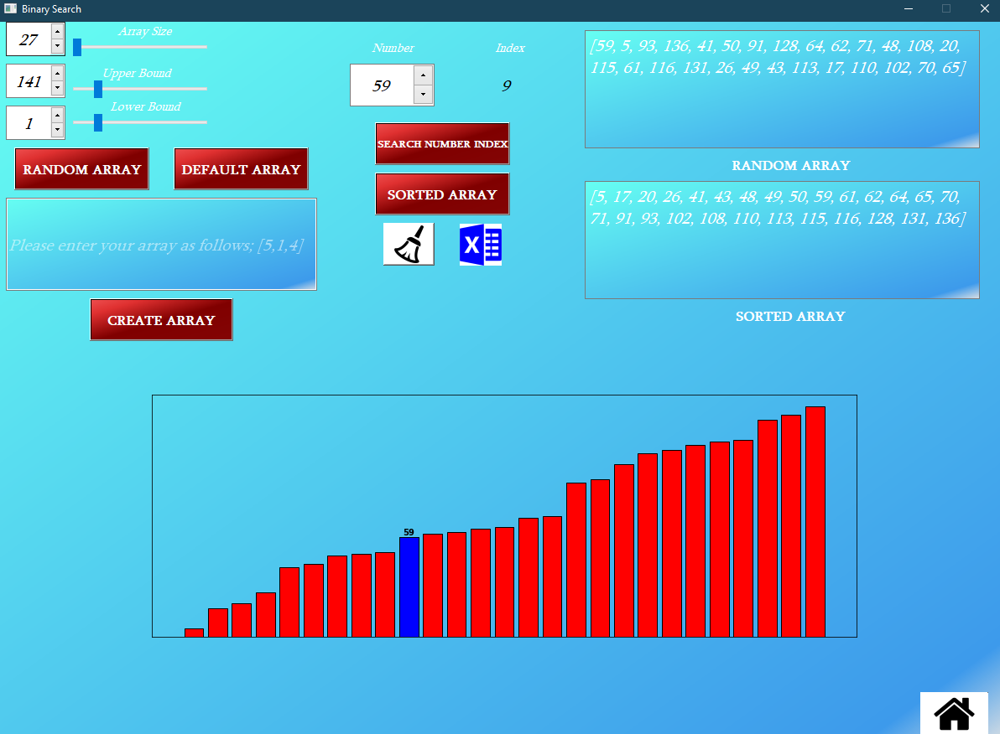 Binary Search
27
Array Size
141
Upper Bound
1
Lower Bound
RANDOM ARRAY
DEFAULT ARRAY
Please enter your array as follows; [5,1,4]
CREATE ARRAY
Number
Index
59
9
SEARCH NUMBER INDEX
SORTED ARRAY
X
[59, 5, 93, 136, 41, 50, 91, 128, 64, 62, 71, 48, 108, 20,
115, 61, 116, 131, 26, 49, 43, 113, 17, 110, 102, 70, 65]
RANDOM ARRAY
[5, 17, 20, 26, 41, 43, 48, 49, 50, 59, 61, 62, 64, 65, 70,
71, 91, 93, 102, 108, 110, 113, 115, 116, 128, 131, 136]
SORTED ARRAY
59